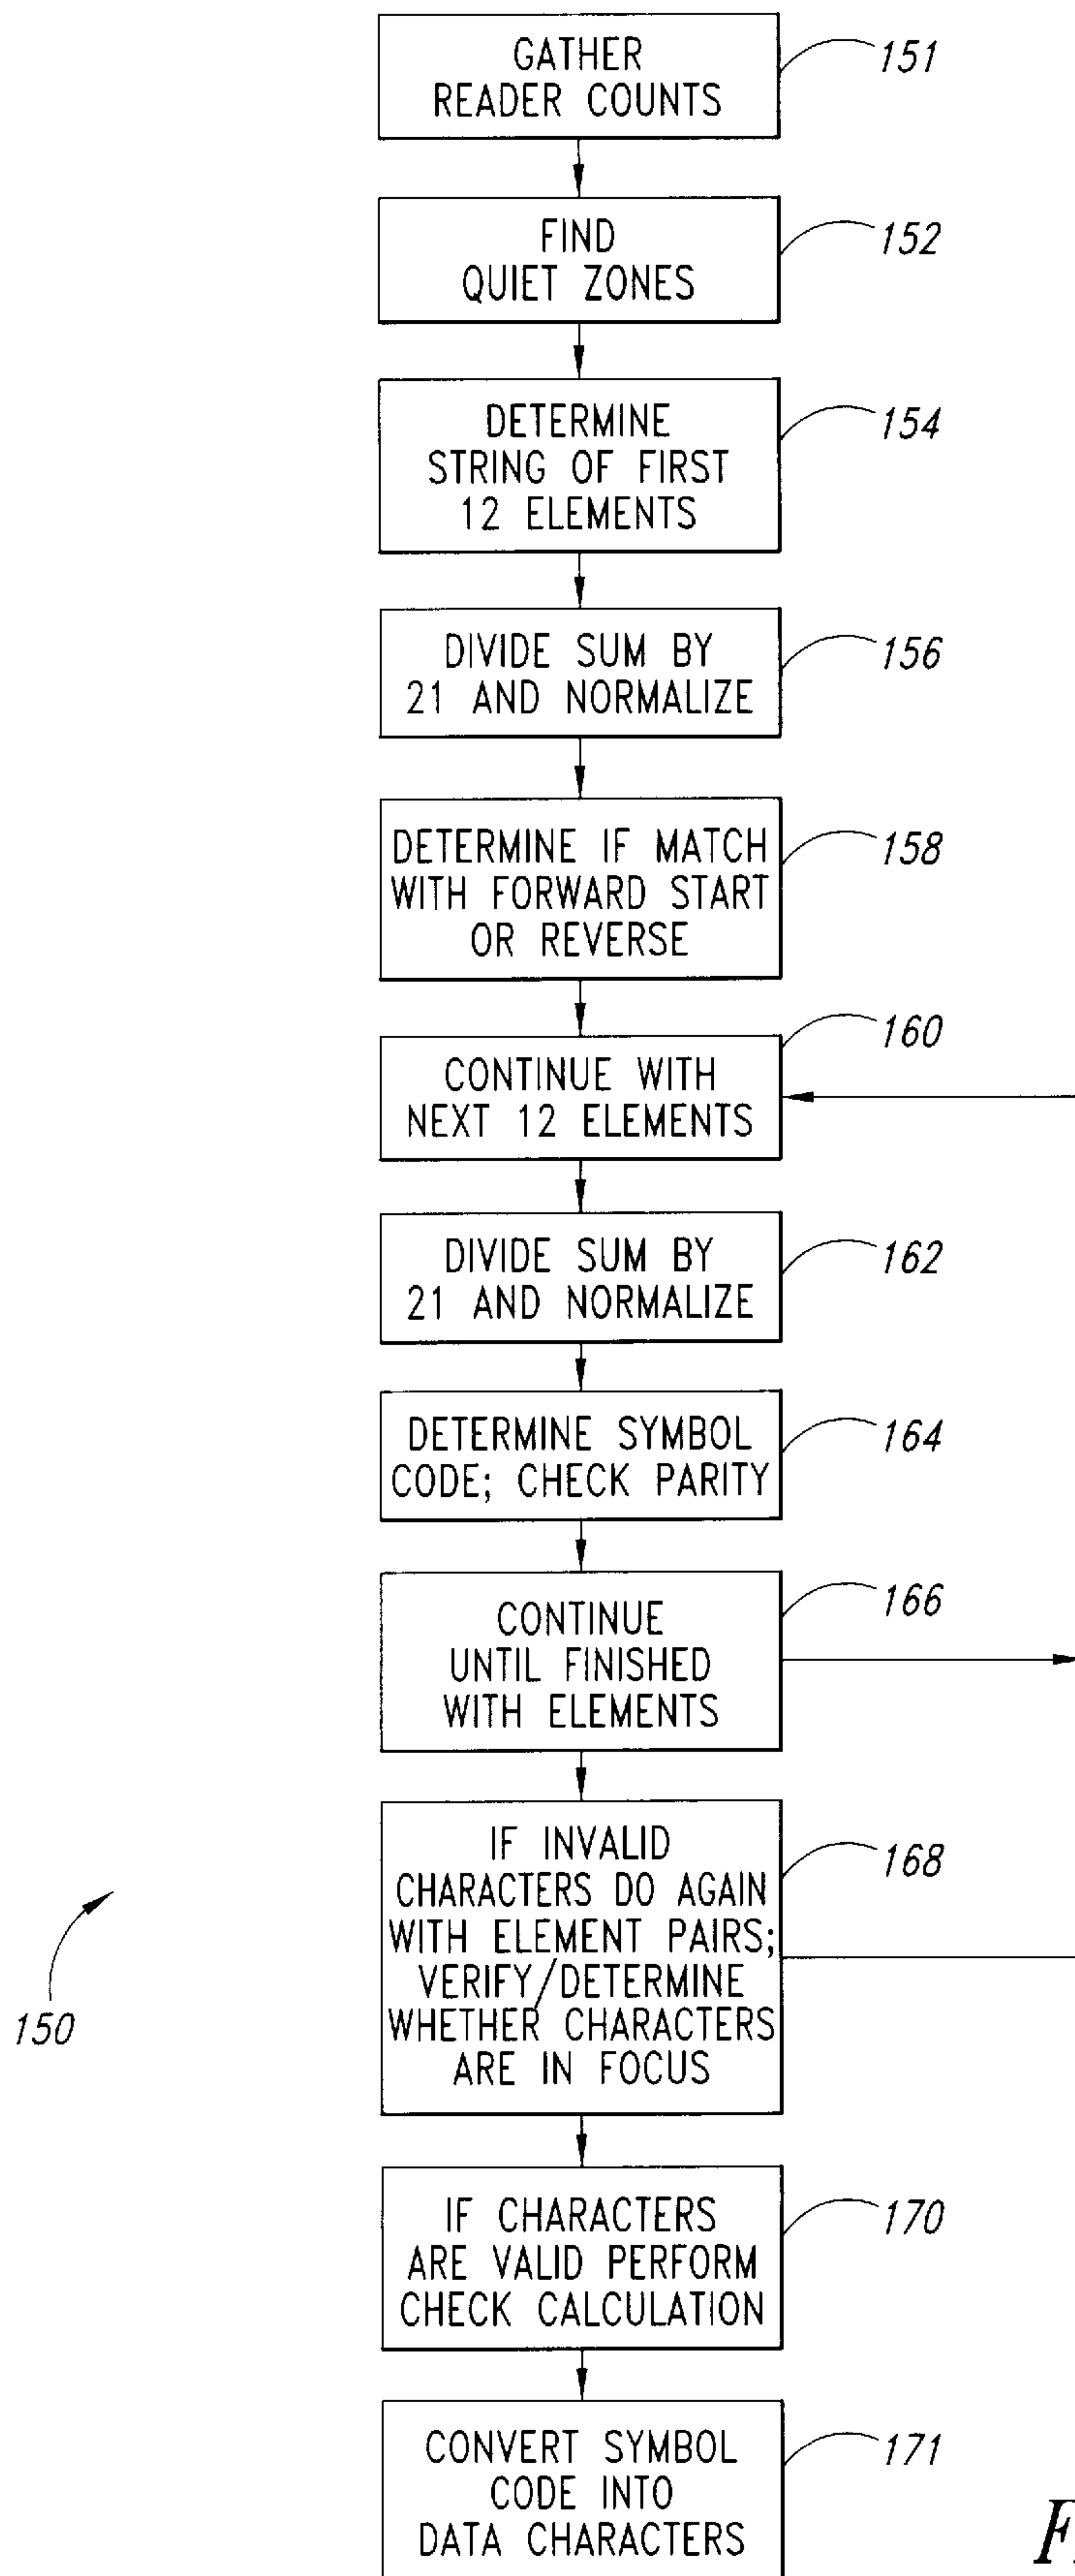 GATHER
READER COUNTS
151
FIND
QUIET ZONES
152
DETERMINE
STRING OF FIRST
12 ELEMENTS
154
DIVIDE SUM BY
21 AND NORMALIZE
156
DETERMINE IF MATCH
WITH FORWARD START
OR REVERSE
158
CONTINUE WITH
NEXT 12 ELEMENTS
160
DIVIDE SUM BY
21 AND NORMALIZE
162
DETERMINE SYMBOL
CODE; CHECK PARITY
164
CONTINUE
UNTIL FINISHED
WITH ELEMENTS
166
IF INVALID
CHARACTERS DO AGAIN
WITH ELEMENT PAIRS;
VERIFY/DETERMINE
WHETHER CHARACTERS
ARE IN FOCUS
168
150
IF CHARACTERS
ARE VALID PERFORM
CHECK CALCULATION
170
CONVERT SYMBOL
CODE INTO
DATA CHARACTERS
171